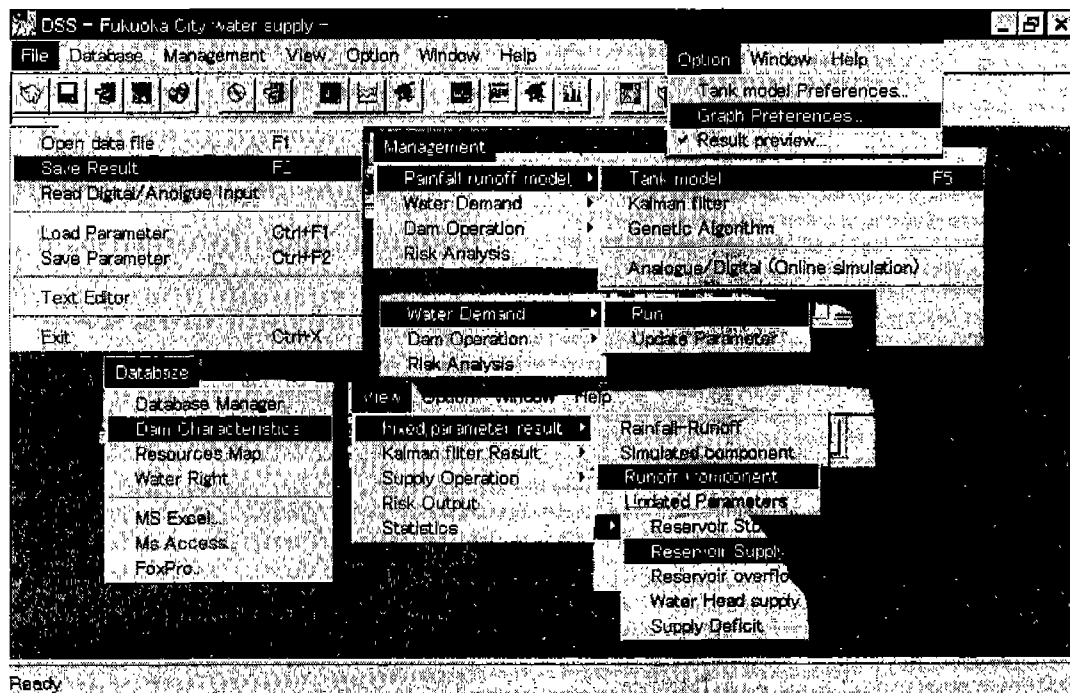 DSS - Fukuoka City water supply -
File Database Management View Option Window Help
Option Window Help
Tank model Preferences...
Graph Preferences...
✓ Result preview...
Open data file F1
Save Result F2
Read Digital/Anolgue Input
Load Parameter Ctrl+F1
Save Parameter Ctrl+F2
Text Editor
Exit Ctrl+X
Management
Rainfall runoff model
Water Demand
Dam Operation
Risk Analysis
Tank model F5
Kalman filter
Genetic Algorithm
Analogue/Digital (Online simulation)
Water Demand
Dam Operation
Risk Analysis
Run
Update Parameter
Database
Database Manager
Dam Characteristics
Resources Map
Water Right
MS Excel...
Ms Access..
FoxPro..
View Option Window Help
Fixed parameter result
Kalman filter Result
Supply Operation
Risk Output
Statistics
Rainfall-Runoff
Simulated component
Runoff Component
Updated Parameters
Reservoir
Reservoir Supply
Reservoir overflo
Water Head supply
Supply Deficit
Ready